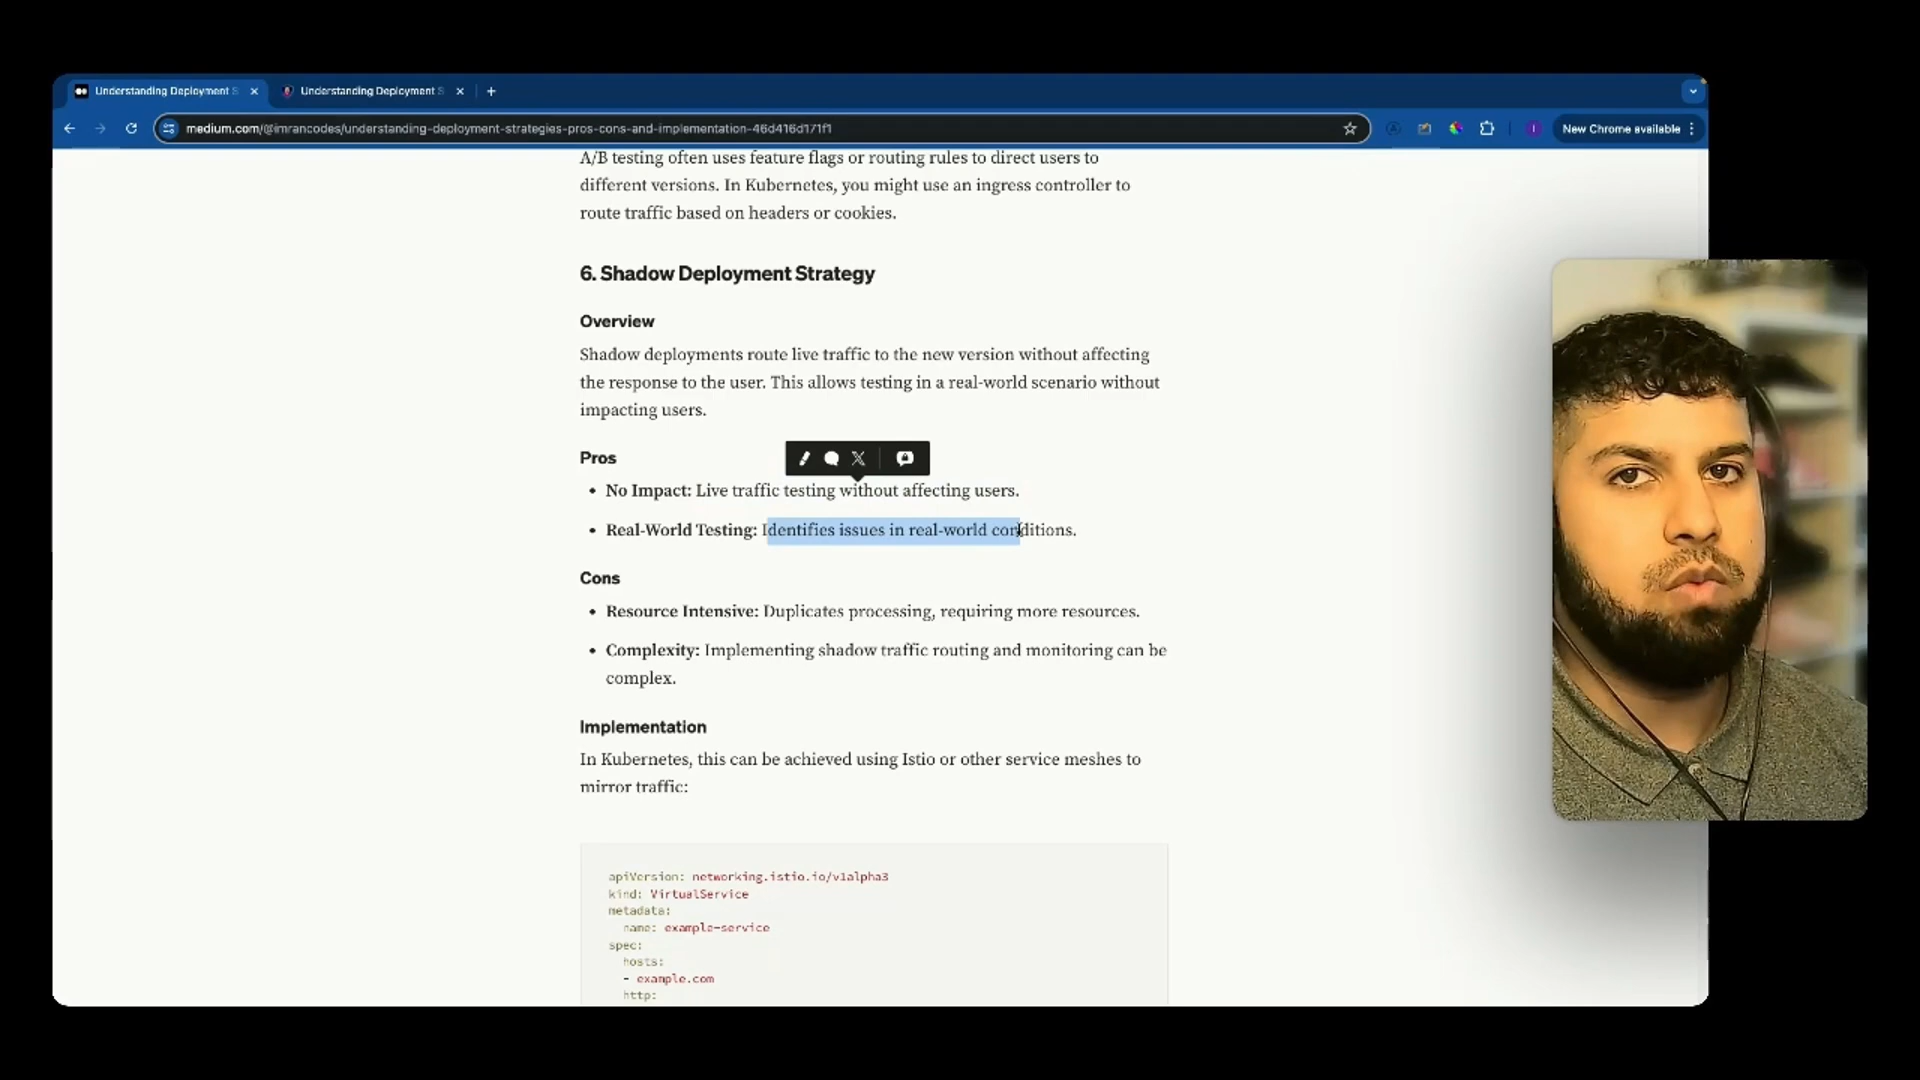 Understanding Deployment S
Understanding Deployment S
medium.com/@imrancodes/understanding-deployment-strategies-pros-cons-and-implementation-46d416d171f1
New Chrome available
A/B testing often uses feature flags or routing rules to direct users to
different versions. In Kubernetes, you might use an ingress controller to
route traffic based on headers or cookies.
6. Shadow Deployment Strategy
Overview
Shadow deployments route live traffic to the new version without affecting
the response to the user. This allows testing in a real-world scenario without
impacting users.
Pros
• No Impact: Live traffic testing without affecting users.
• Real-World Testing: Identifies issues in real-world conditions.
Cons
• Resource Intensive: Duplicates processing, requiring more resources.
• Complexity: Implementing shadow traffic routing and monitoring can be
complex.
Implementation
In Kubernetes, this can be achieved using Istio or other service meshes to
mirror traffic:
apiVersion: networking.istio.io/v1alpha3
kind: VirtualService
metadata:
name: example-service
spec:
hosts:
- example.com
http: